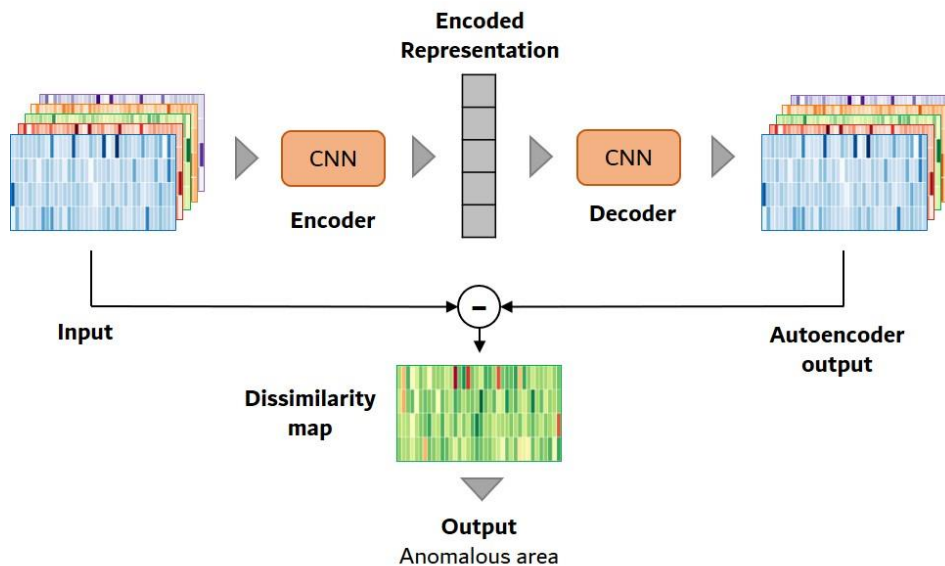 Encoded
Representation
CNN
Encoder
CNN
Decoder
-
Input
Autoencoder
output
Dissimilarity
map
Output
Anomalous area